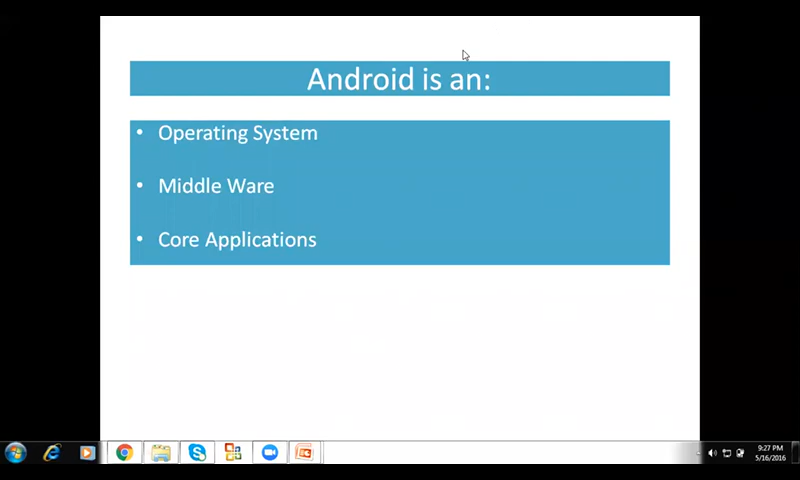 Android is an:
• Operating System
• Middle Ware
• Core Applications
9:27 PM
5/16/2016